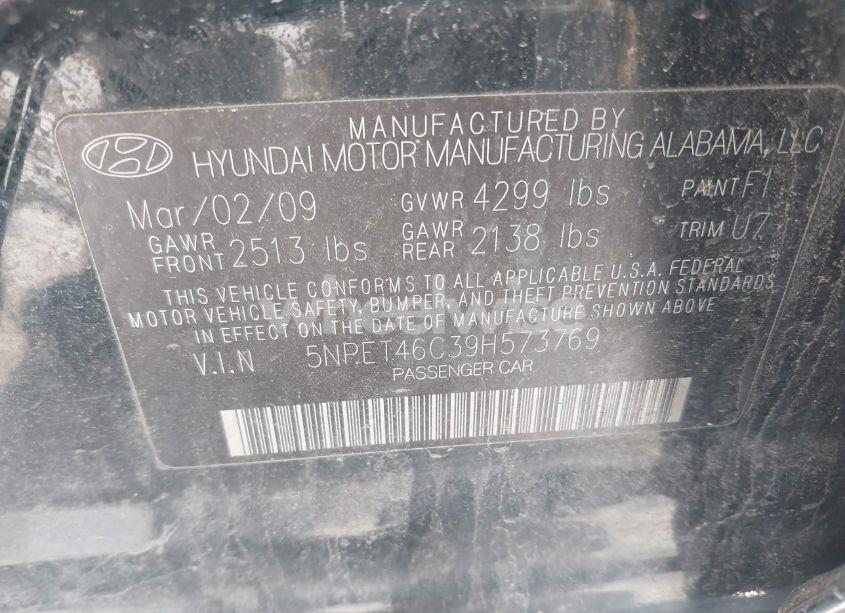 MANUFACTURED BY
HYUNDAI MOTOR MANUFACTURING ALABAMA, LLC
Mar/02/09 GVWR 4299 lbs PAINT F1
GAWR FRONT 2513 lbs GAWR REAR 2138 lbs TRIM U7
THIS VEHICLE CONFORMS TO ALL APPLICABLE U.S.A. FEDERAL
MOTOR VEHICLE SAFETY, BUMPER, AND THEFT PREVENTION STANDARDS
IN EFFECT ON THE DATE OF MANUFACTURE SHOWN ABOVE
V.I.N 5NPET46C39H573769
PASSENGER CAR